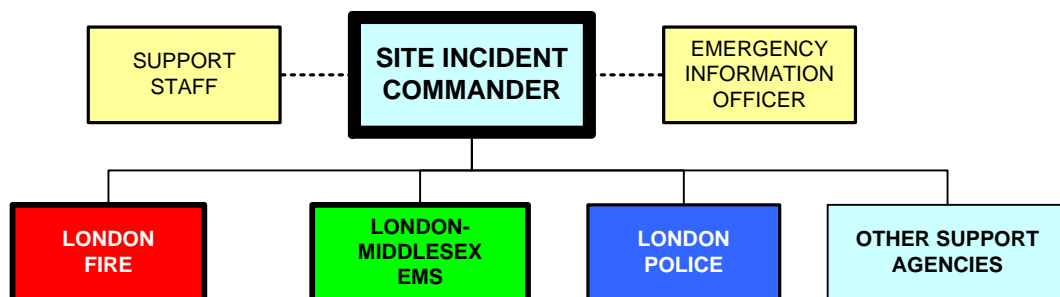 SUPPORT
STAFF
SITE INCIDENT
COMMANDER
EMERGENCY
INFORMATION
OFFICER
LONDON
FIRE
LONDON-
MIDDLESEX
EMS
LONDON
POLICE
OTHER SUPPORT
AGENCIES